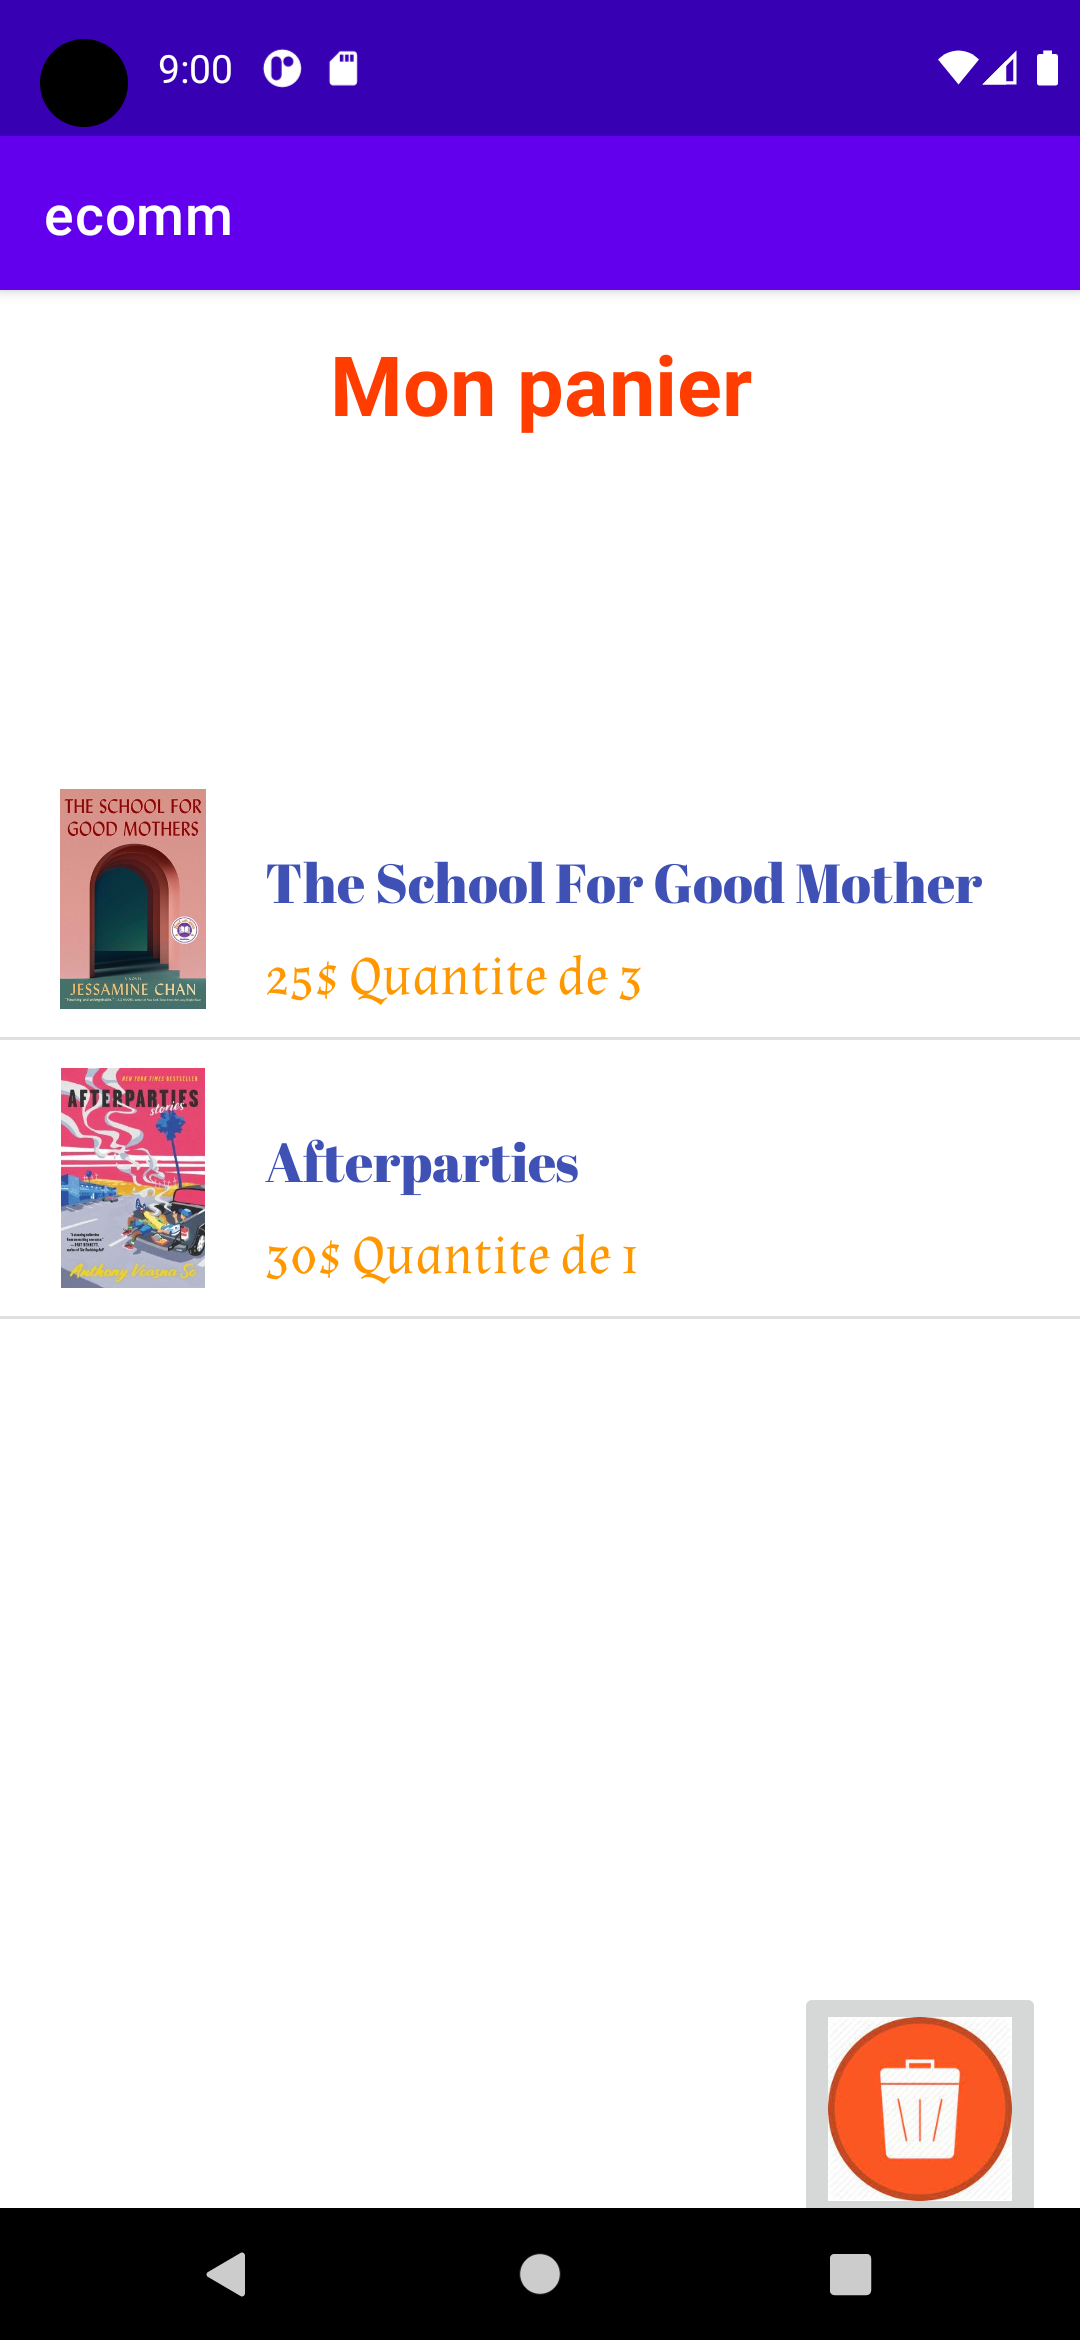 9:00
ecomm
Mon panier
THE SCHOOL FOR
GOOD MOTHERS
JESSAMINE CHAN
The School For Good Mother
25$ Quantite de 3
NEW YORK TIMES BESTSELLER
AFTERPARTIES
stories
Anthony Veasna So
Afterparties
30$ Quantite de 1